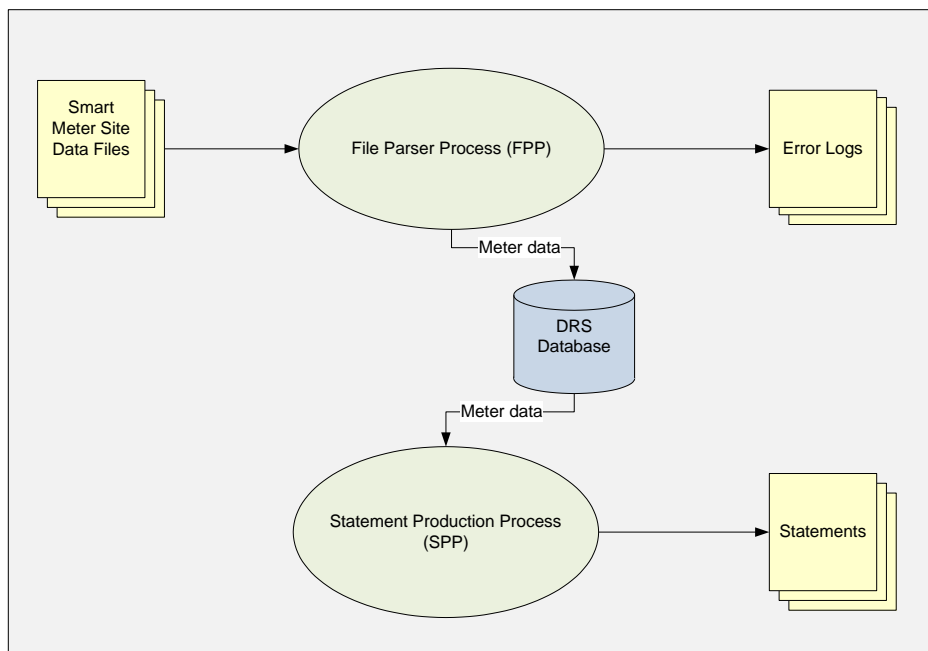 Smart
Meter Site
Data Files
File Parser Process (FPP)
Error Logs
Meter data
DRS
Database
Meter data
Statement Production Process
(SPP)
Statements